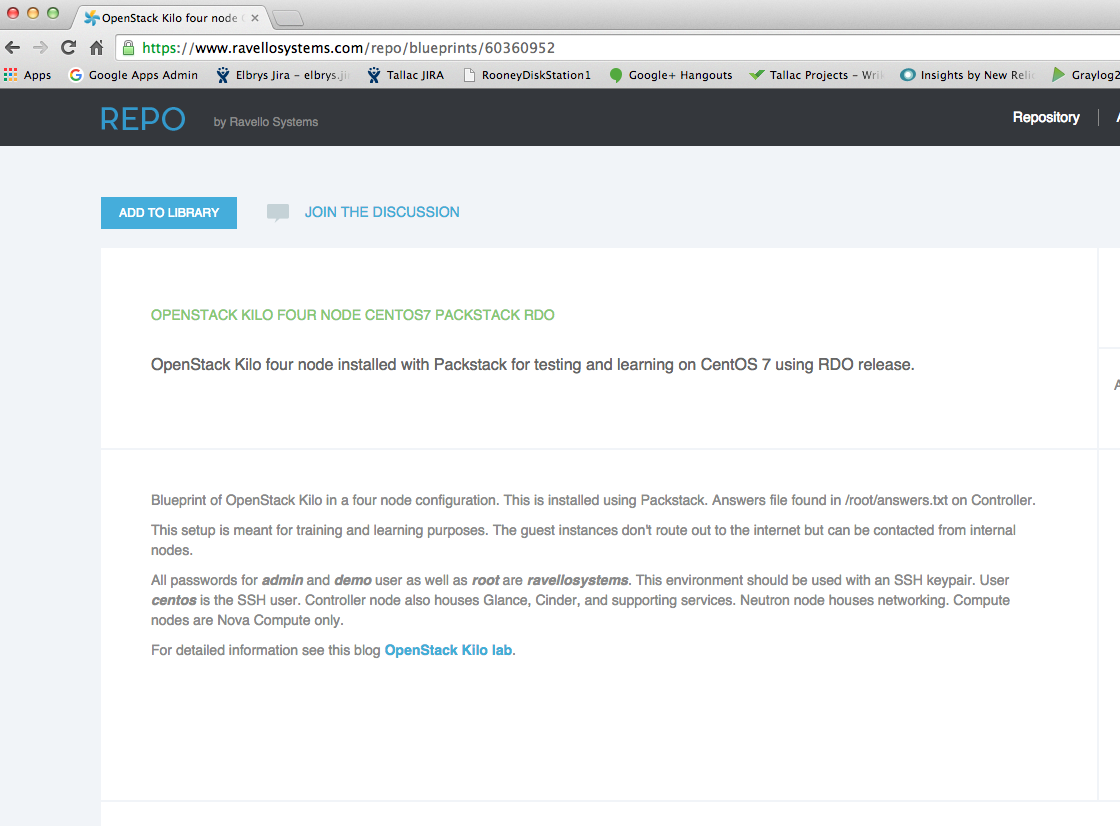 OpenStack Kilo four node
https://www.ravellosystems.com/repo/blueprints/60360952
Apps Google Apps Admin Elbrys Jira – elbrys.ji Tallac JIRA RooneyDiskStation1 Google+ Hangouts Tallac Projects – Wrik Insights by New Relic Graylog2
REPO by Ravello Systems Repository
ADD TO LIBRARY JOIN THE DISCUSSION
OPENSTACK KILO FOUR NODE CENTOS7 PACKSTACK RDO
OpenStack Kilo four node installed with Packstack for testing and learning on CentOS 7 using RDO release.
Blueprint of OpenStack Kilo in a four node configuration. This is installed using Packstack. Answers file found in /root/answers.txt on Controller.
This setup is meant for training and learning purposes. The guest instances don't route out to the internet but can be contacted from internal
nodes.
All passwords for admin and demo user as well as root are ravellosystems. This environment should be used with an SSH keypair. User
centos is the SSH user. Controller node also houses Glance, Cinder, and supporting services. Neutron node houses networking. Compute
nodes are Nova Compute only.
For detailed information see this blog OpenStack Kilo lab.